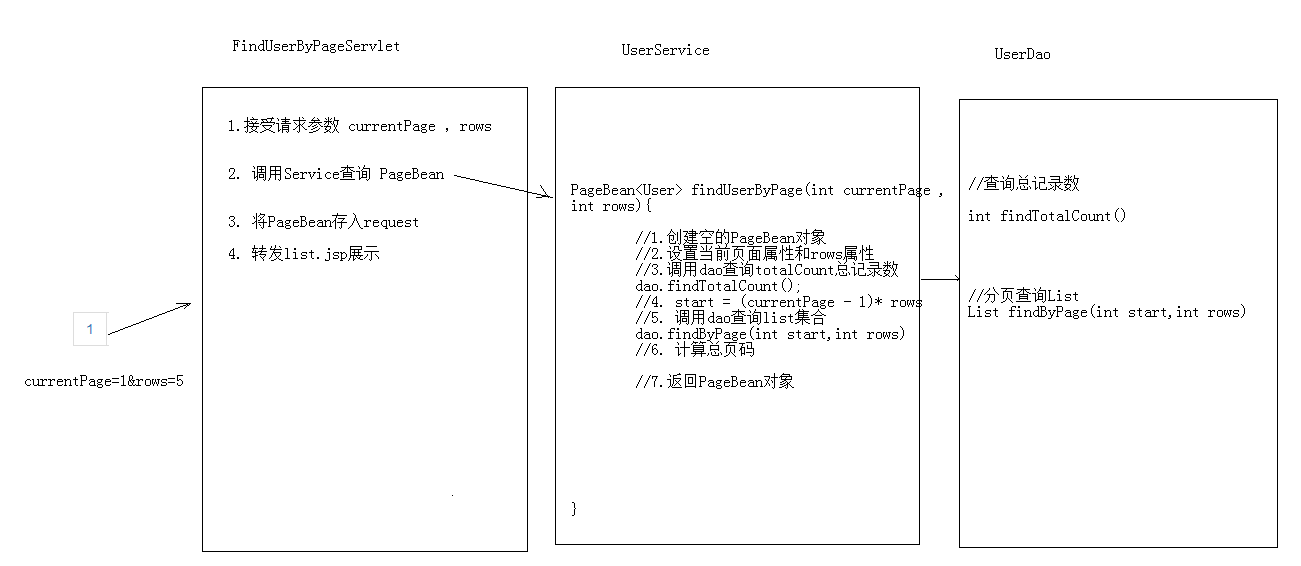 FindUserByPageServlet
1.接受请求参数 currentPage , rows
2. 调用Service查询 PageBean
3. 将PageBean存入request
4. 转发list.jsp展示
1
currentPage=1&rows=5
UserService
PageBean<User> findUserByPage(int currentPage ,
int rows){
//1.创建空的PageBean对象
//2.设置当前页面属性和rows属性
//3.调用dao查询totalCount总记录数
dao.findTotalCount();
//4. start = (currentPage - 1)* rows
//5. 调用dao查询list集合
dao.findByPage(int start,int rows)
//6. 计算总页码
//7.返回PageBean对象
}
UserDao
//查询总记录数
int findTotalCount()
//分页查询List
List findByPage(int start,int rows)